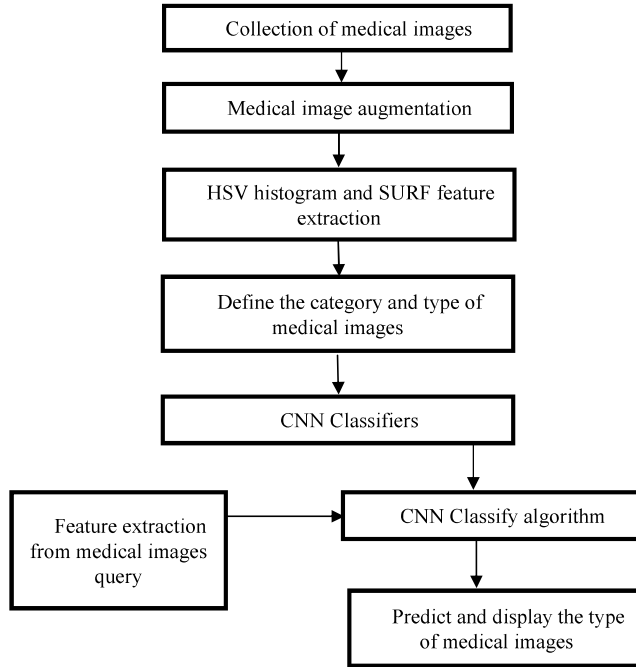 Collection of medical images
Medical image augmentation
HSV histogram and SURF feature
extraction
Define the category and type of
medical images
CNN Classifiers
Feature extraction
from medical images
query
CNN Classify algorithm
Predict and display the type
of medical images